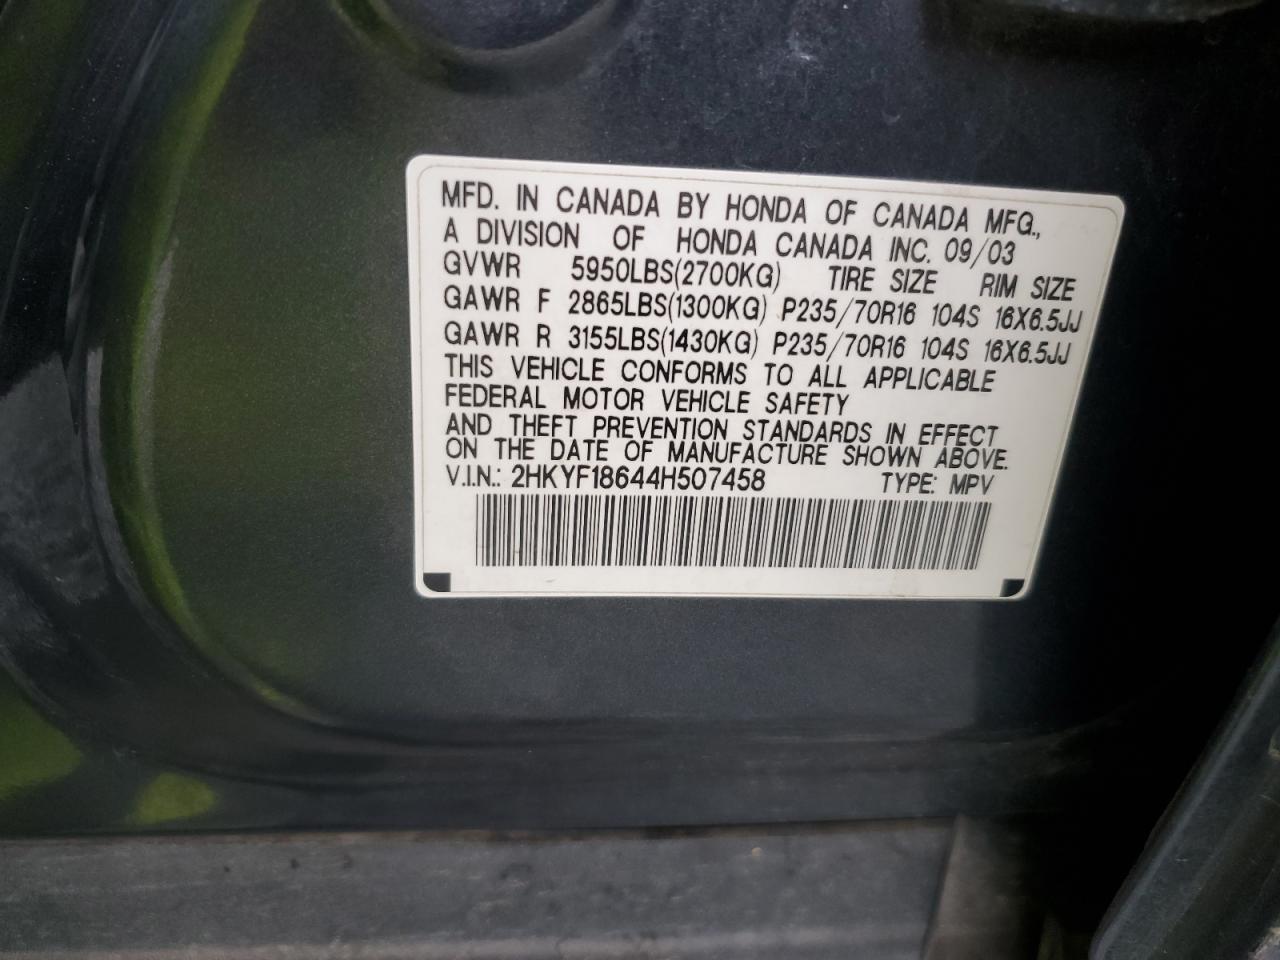 MFD. IN CANADA BY HONDA OF CANADA MFG.,
A DIVISION OF HONDA CANADA INC. 09/03
GVWR 5950LBS(2700KG) TIRE SIZE RIM SIZE
GAWR F 2865LBS(1300KG) P235/70R16 104S 16X6.5JJ
GAWR R 3155LBS(1430KG) P235/70R16 104S 16X6.5JJ
THIS VEHICLE CONFORMS TO ALL APPLICABLE
FEDERAL MOTOR VEHICLE SAFETY
AND THEFT PREVENTION STANDARDS IN EFFECT
ON THE DATE OF MANUFACTURE SHOWN ABOVE.
V.I.N.: 2HKYF18644H507458 TYPE: MPV